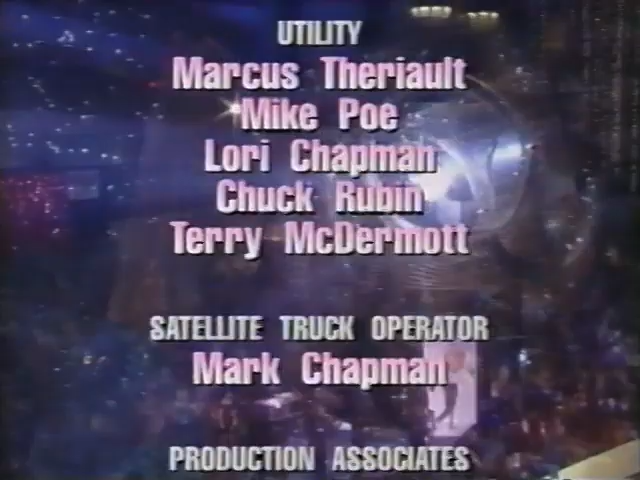 UTILITY
Marcus Theriault
Mike Poe
Lori Chapman
Chuck Rubin
Terry McDermott
SATELLITE TRUCK OPERATOR
Mark Chapman
PRODUCTION ASSOCIATES